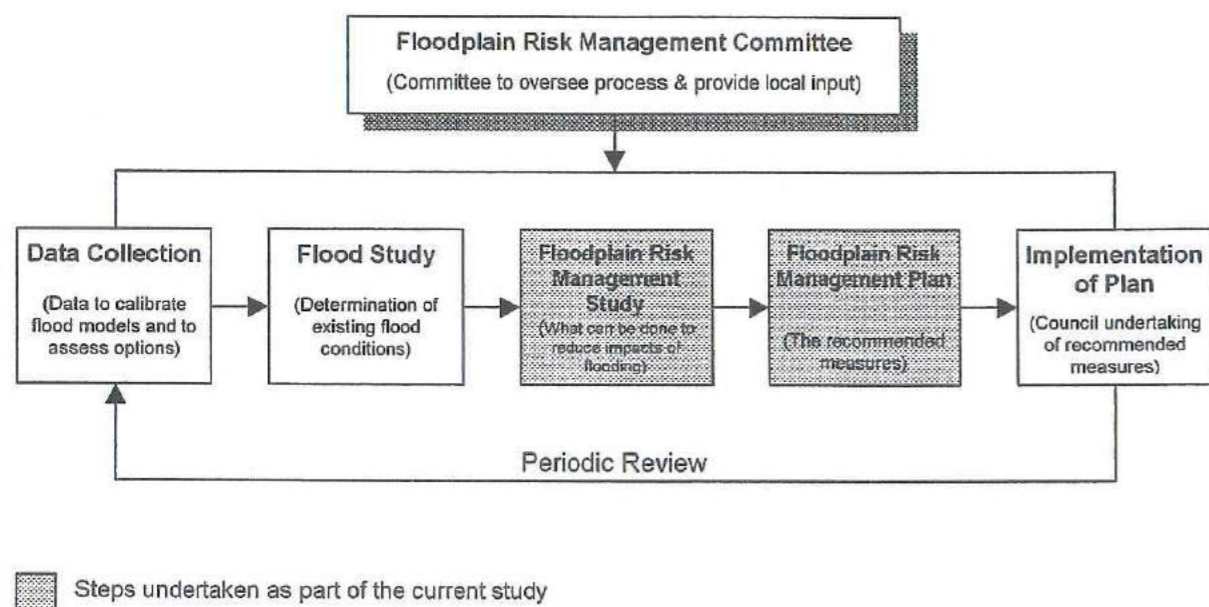 Floodplain Risk Management Committee
(Committee to oversee process & provide local input)
Data Collection
(Data to calibrate
flood models and to
assess options)
Flood Study
(Determination of
existing flood
conditions)
Floodplain Risk
Management
Study
(What can be done to
reduce impacts of
flooding)
Floodplain Risk
Management Plan
(The recommended
measures)
Implementation
of Plan
(Council undertaking
of recommended
measures)
Periodic Review
Steps undertaken as part of the current study